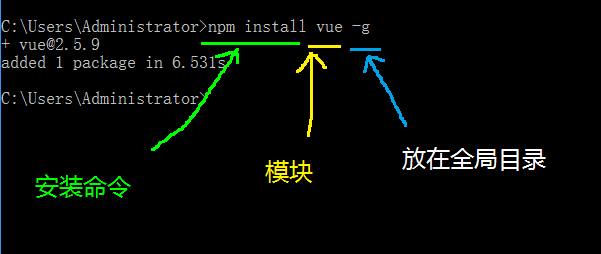 C:\Users\Administrator>npm install vue -g
+ vue@2.5.9
added 1 package in 6.531s
C:\Users\Administrator>
放在全局目录
模块
安装命令